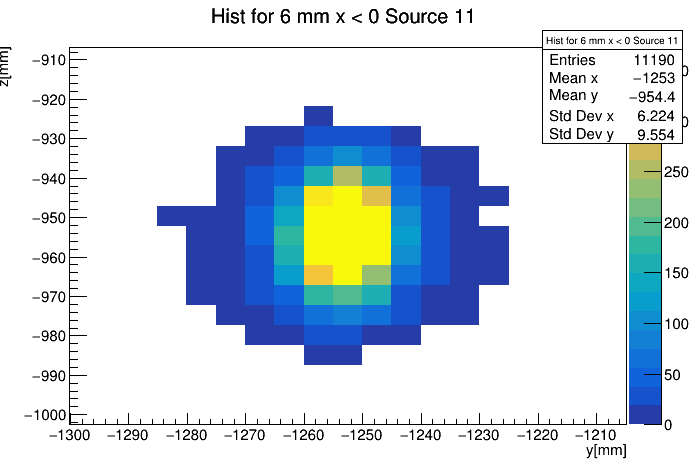 Hist for 6 mm x < 0 Source 11
Hist for 6 mm x < 0 Source 11
Entries 11190
Mean x −1253
Mean y −954.4
Std Dev x 6.224
Std Dev y 9.554
z[mm]
−910
−920
−930
−940
−950
−960
−970
−980
−990
−1000
−1300 −1290 −1280 −1270 −1260 −1250 −1240 −1230 −1220 −1210
y[mm]
250
200
150
100
50
0